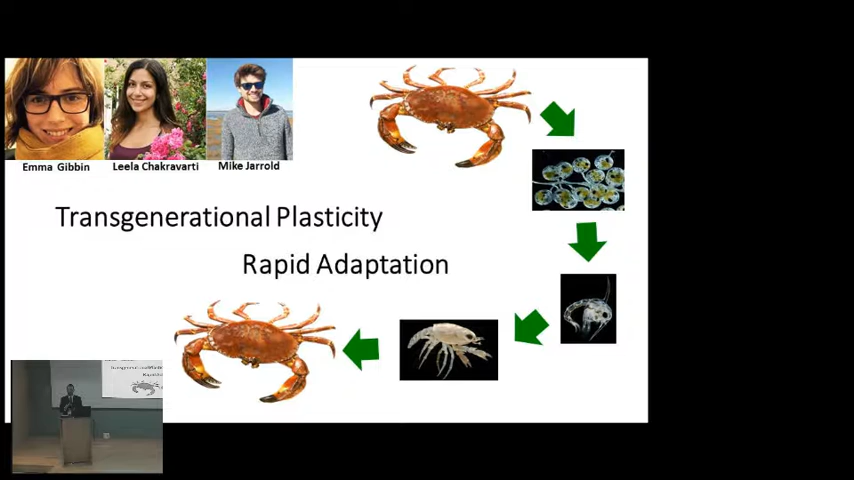 Emma Gibbin
Leela Chakravarti
Mike Jarrold
Transgenerational Plasticity
Rapid Adaptation